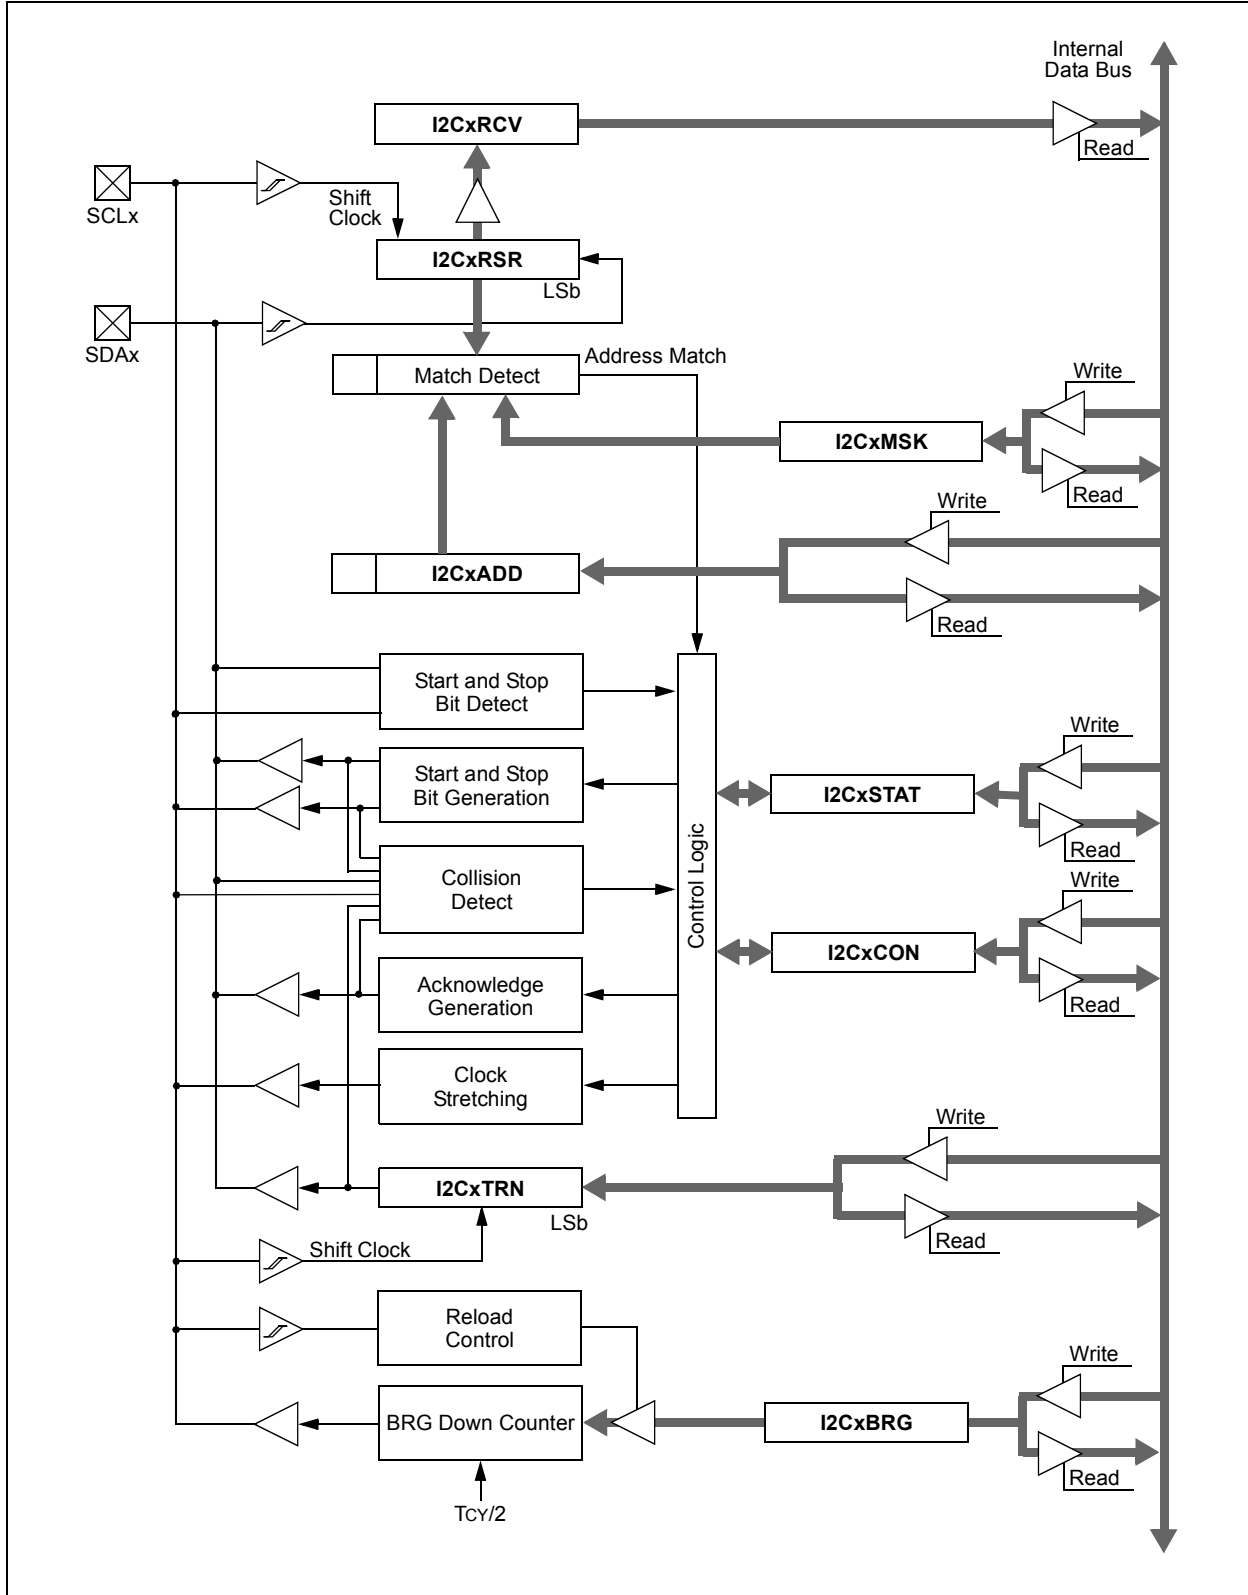 Internal
Data Bus
I2CxRCV
Read
SCLx
Shift
Clock
I2CxRSR
LSb
SDAx
Address Match
Match Detect
Write
I2CxMSK
Read
Write
I2CxADD
Read
Start and Stop
Bit Detect
Write
Start and Stop
Bit Generation
I2CxSTAT
Read
Control Logic
Collision
Detect
Write
I2CxCON
Read
Acknowledge
Generation
Clock
Stretching
Write
I2CxTRN
LSb
Read
Shift Clock
Reload
Control
Write
BRG Down Counter
I2CxBRG
Read
TCY/2